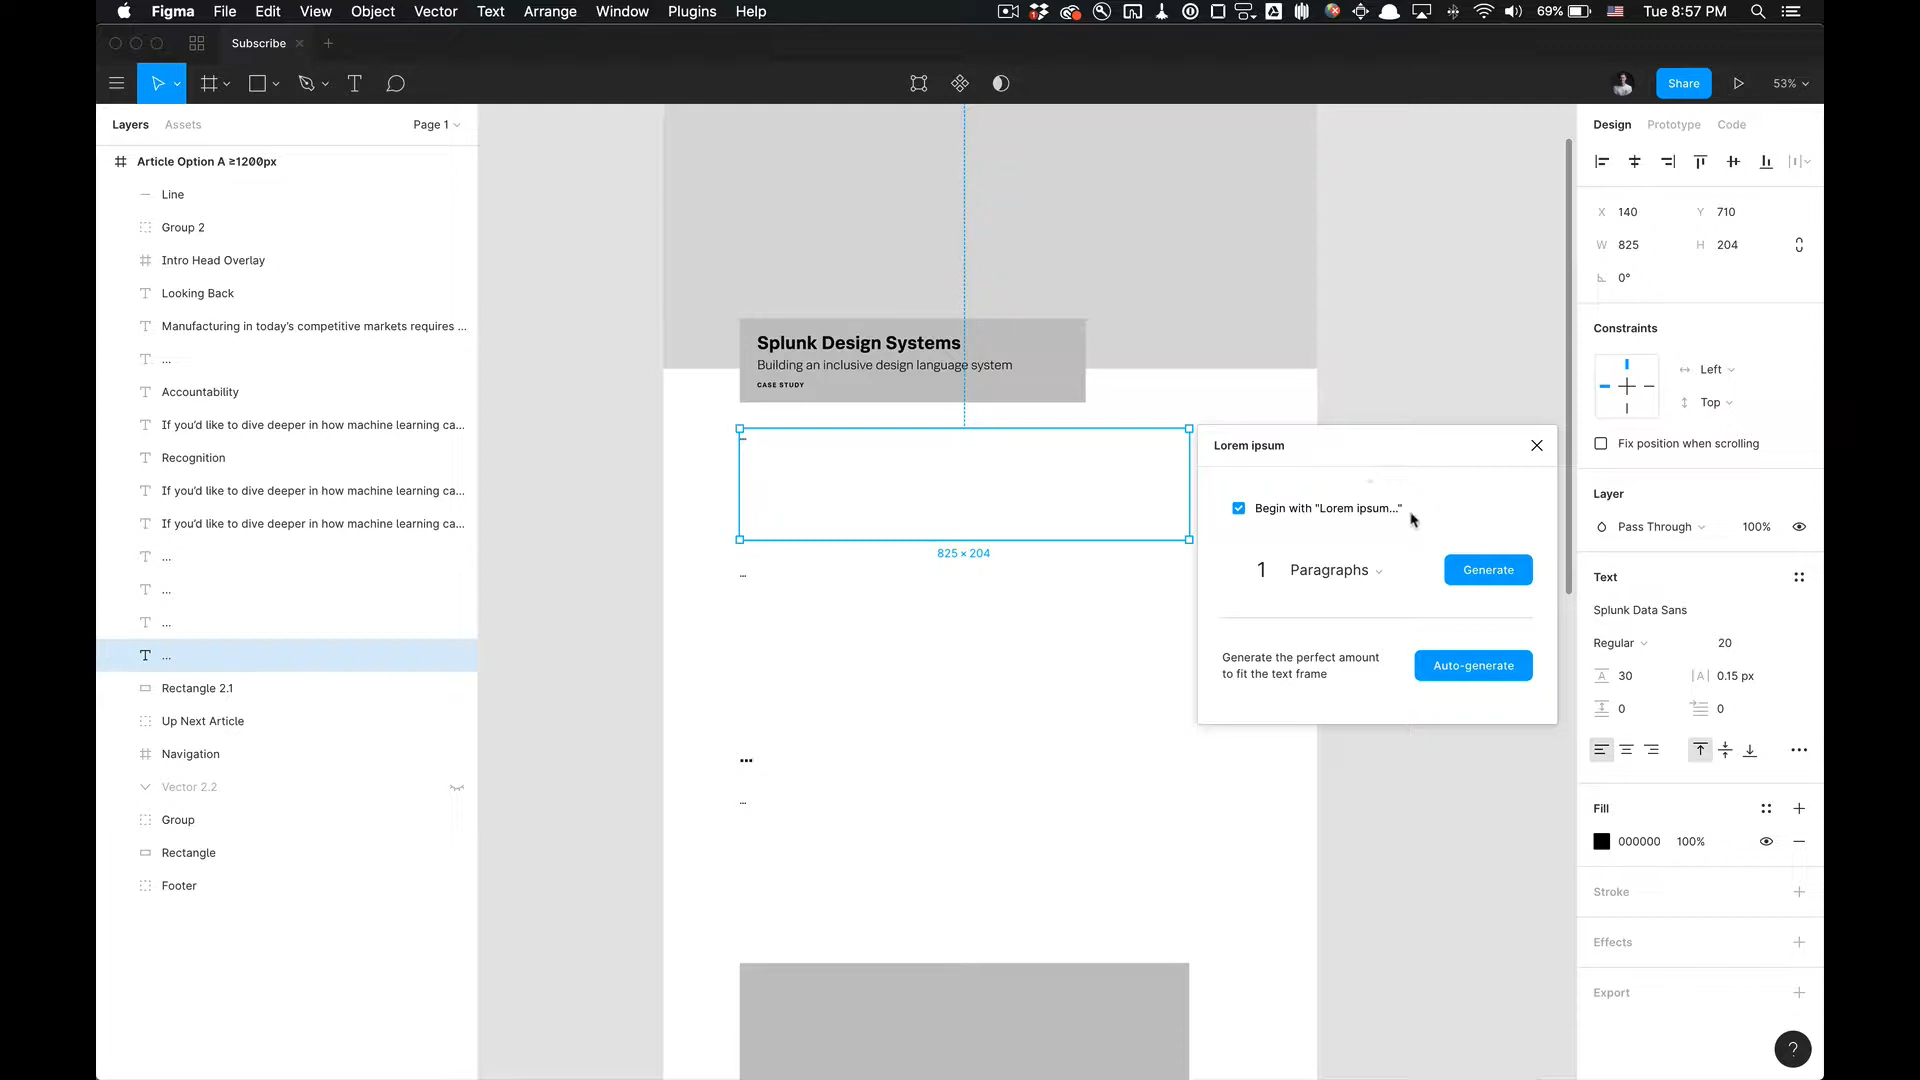 Figma File Edit View Object Vector Text Arrange Window Plugins Help 69% Tue 8:57 PM
Subscribe
Share 53%
Layers Assets Page 1
Article Option A ≥1200px
Line
Group 2
Intro Head Overlay
Looking Back
Manufacturing in today’s competitive markets requires ...
...
Accountability
If you’d like to dive deeper in how machine learning ca...
Recognition
If you’d like to dive deeper in how machine learning ca...
If you’d like to dive deeper in how machine learning ca...
...
...
...
...
Rectangle 2.1
Up Next Article
Navigation
Vector 2.2
Group
Rectangle
Footer
Splunk Design Systems
Building an inclusive design language system
CASE STUDY
...
825 × 204
...
...
...
Lorem ipsum
Begin with "Lorem ipsum..."
1 Paragraphs Generate
Generate the perfect amount
to fit the text frame
Auto-generate
Design Prototype Code
X 140 Y 710
W 825 H 204
0°
Constraints
Left
Top
Fix position when scrolling
Layer
Pass Through 100%
Text
Splunk Data Sans
Regular 20
A 30 |A| 0.15 px
0 0
Fill
000000 100%
Stroke
Effects
Export
?